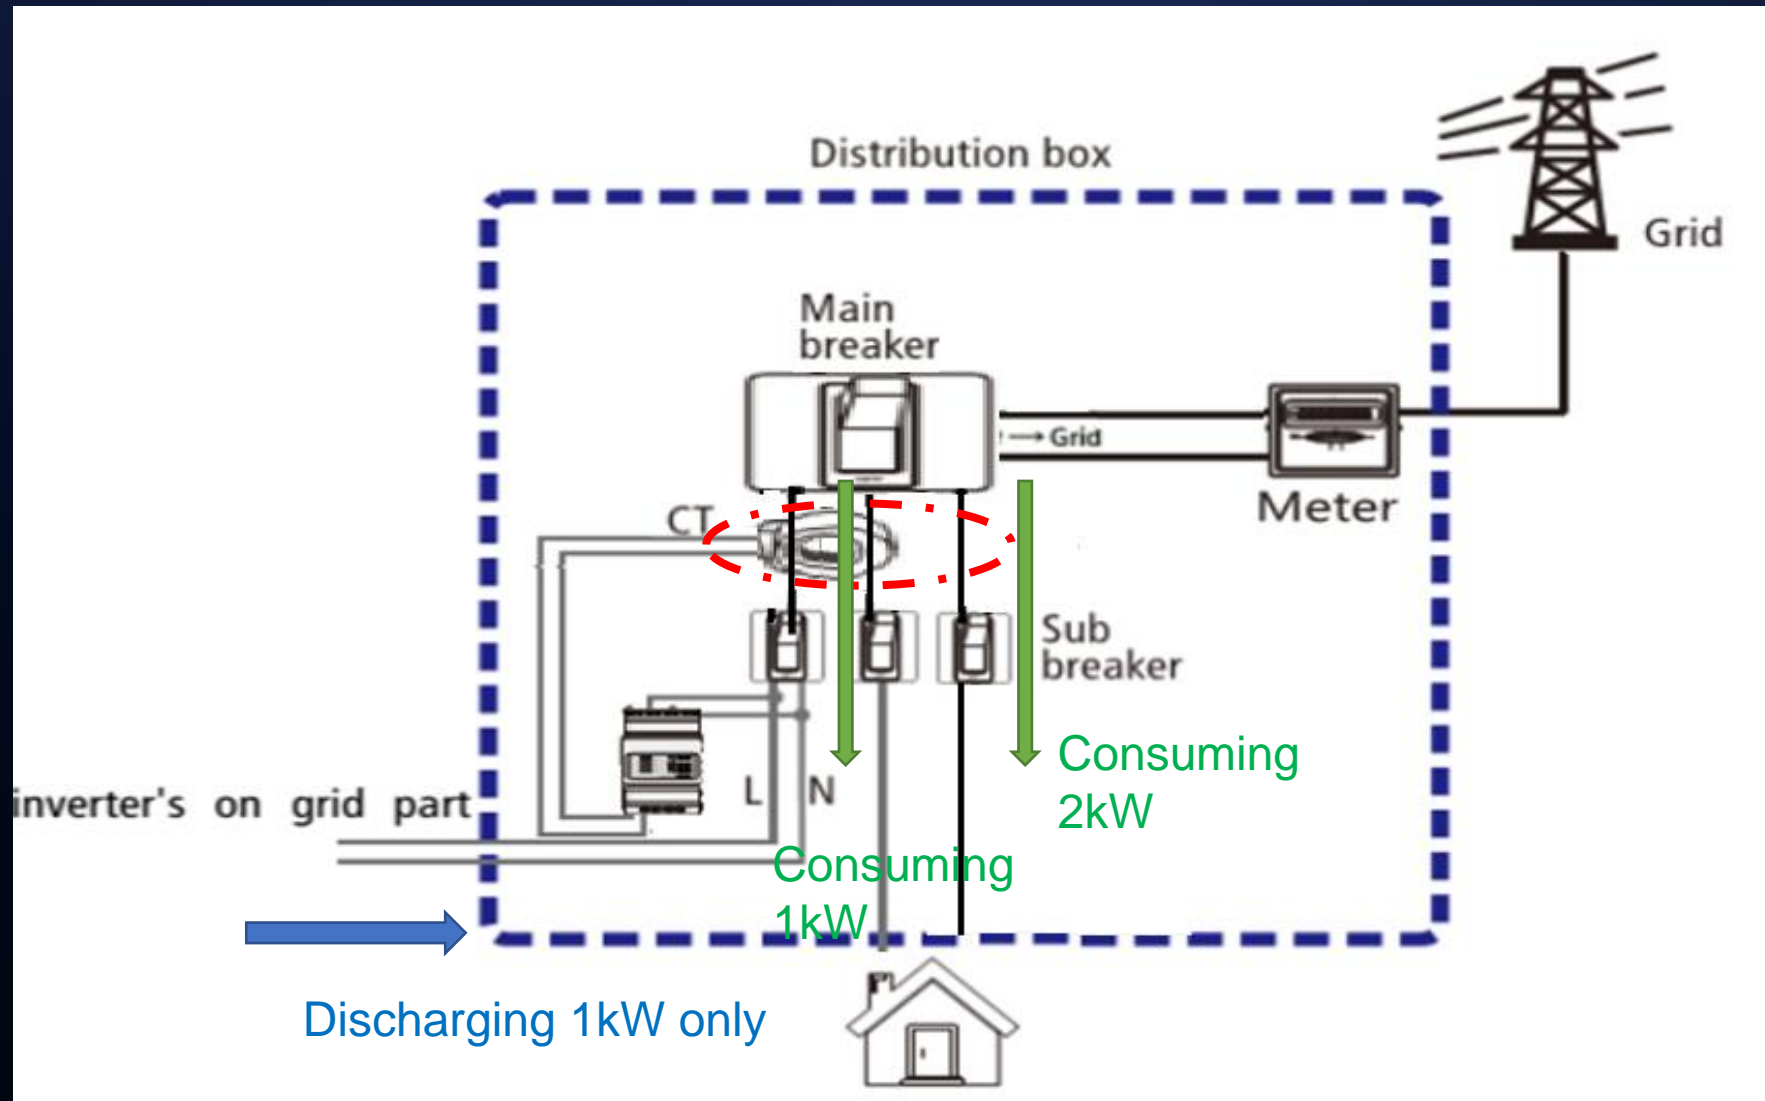 Distribution box
Grid
Main
breaker
→ Grid
Meter
CT
Sub
breaker
Consuming
2kW
inverter's on grid part
L
N
Consuming
1kW
Discharging 1kW only